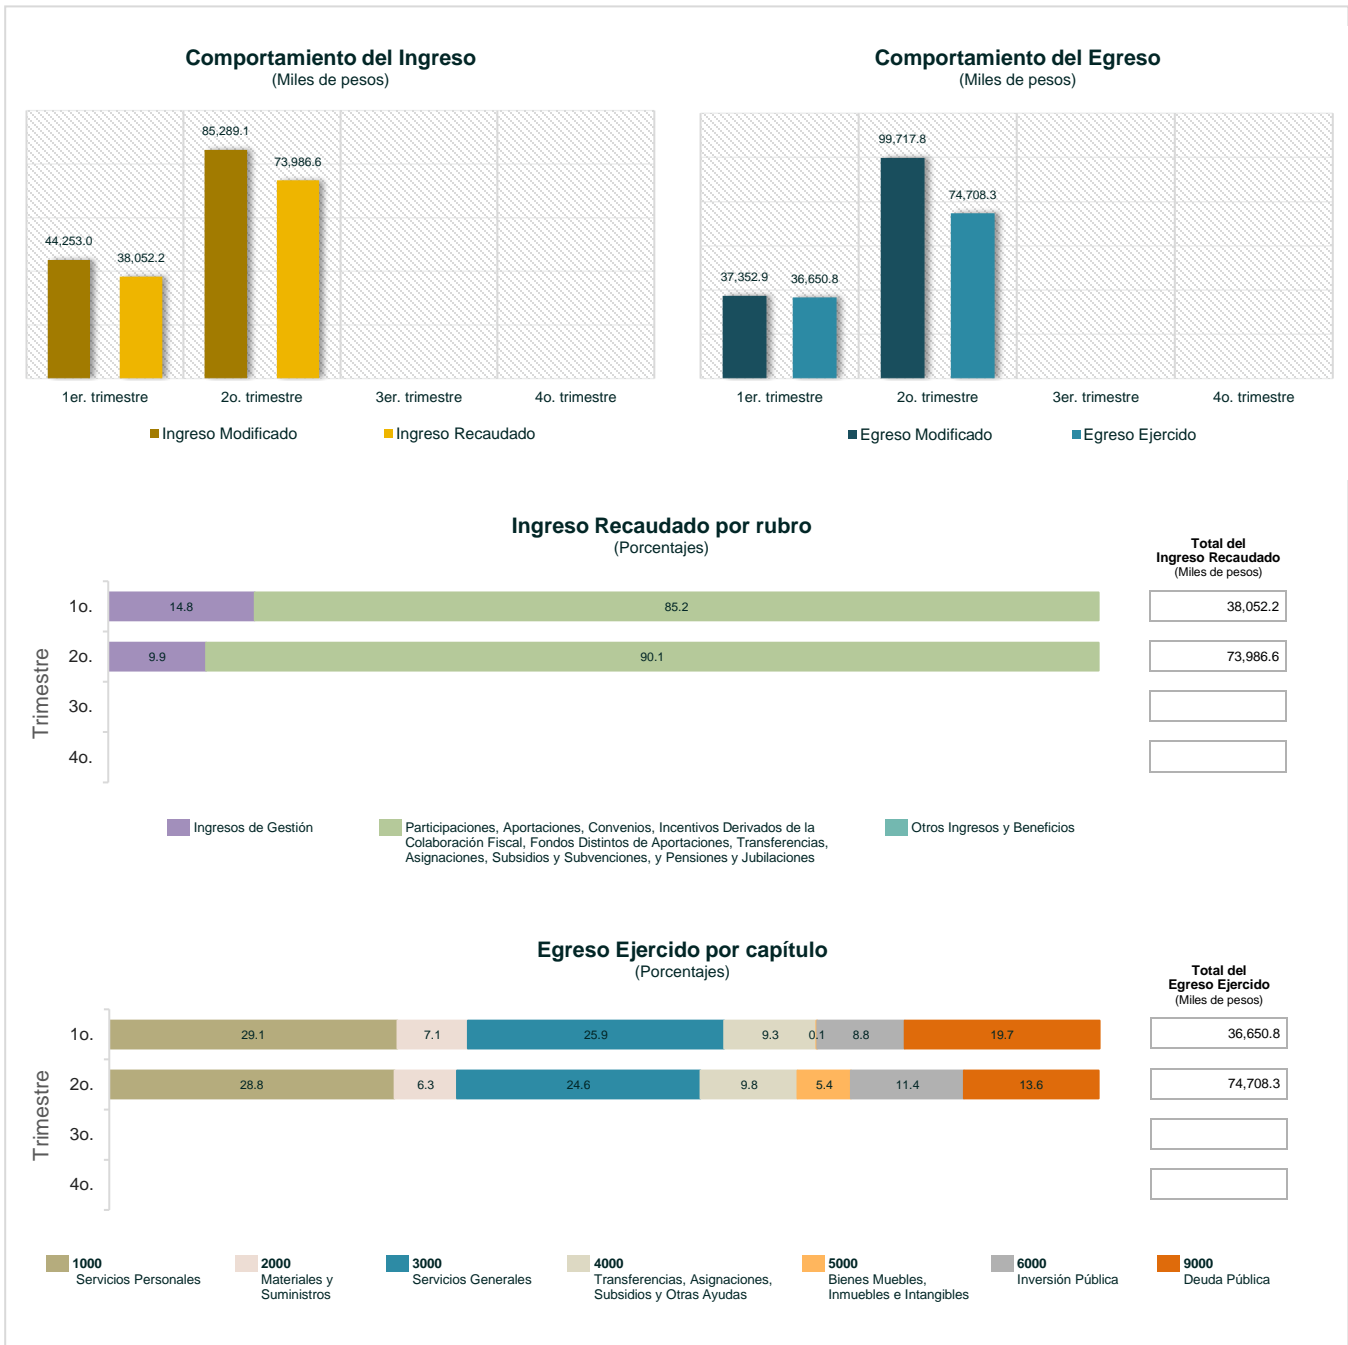 Comportamiento del Ingreso
(Miles de pesos)
85,289.1
73,986.6
44,253.0
38,052.2
1er. trimestre
2o. trimestre
3er. trimestre
4o. trimestre
Ingreso Modificado
Ingreso Recaudado
Comportamiento del Egreso
(Miles de pesos)
99,717.8
74,708.3
37,352.9
36,650.8
1er. trimestre
2o. trimestre
3er. trimestre
4o. trimestre
Egreso Modificado
Egreso Ejercido
Ingreso Recaudado por rubro
(Porcentajes)
Total del
Ingreso Recaudado
(Miles de pesos)
Trimestre
1o.
14.8
85.2
38,052.2
2o.
9.9
90.1
73,986.6
3o.
4o.
Ingresos de Gestión
Participaciones, Aportaciones, Convenios, Incentivos Derivados de la
Colaboración Fiscal, Fondos Distintos de Aportaciones, Transferencias,
Asignaciones, Subsidios y Subvenciones, y Pensiones y Jubilaciones
Otros Ingresos y Beneficios
Egreso Ejercido por capítulo
(Porcentajes)
Total del
Egreso Ejercido
(Miles de pesos)
Trimestre
1o.
29.1
7.1
25.9
9.3
0.1
8.8
19.7
36,650.8
2o.
28.8
6.3
24.6
9.8
5.4
11.4
13.6
74,708.3
3o.
4o.
1000
Servicios Personales
2000
Materiales y
Suministros
3000
Servicios Generales
4000
Transferencias, Asignaciones,
Subsidios y Otras Ayudas
5000
Bienes Muebles,
Inmuebles e Intangibles
6000
Inversión Pública
9000
Deuda Pública